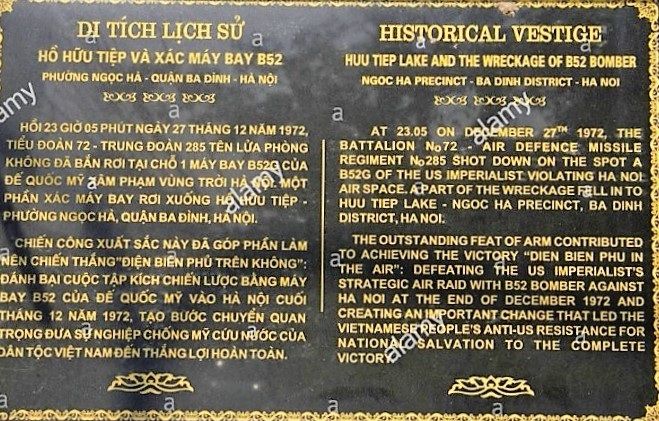 DI TÍCH LỊCH SỬ
HỒ HỮU TIỆP VÀ XÁC MÁY BAY B52
PHƯỜNG NGỌC HÀ - QUẬN BA ĐÌNH - HÀ NỘI
HỒI 23 GIỜ 05 PHÚT NGÀY 27 THÁNG 12 NĂM 1972,
TIỂU ĐOÀN 72 - TRUNG ĐOÀN 285 TÊN LỬA PHÒNG
KHÔNG ĐÃ BẮN RƠI TẠI CHỖ 1 MÁY BAY B52G CỦA
ĐẾ QUỐC MỸ XÂM PHẠM VÙNG TRỜI HÀ NỘI. MỘT
PHẦN XÁC MÁY BAY RƠI XUỐNG HỒ HỮU TIỆP -
PHƯỜNG NGỌC HÀ, QUẬN BA ĐÌNH, HÀ NỘI.
CHIẾN CÔNG XUẤT SẮC NÀY ĐÃ GÓP PHẦN LÀM
NÊN CHIẾN THẮNG"ĐIỆN BIÊN PHỦ TRÊN KHÔNG":
ĐÁNH BẠI CUỘC TẬP KÍCH CHIẾN LƯỢC BẰNG MÁY
BAY B52 CỦA ĐẾ QUỐC MỸ VÀO HÀ NỘI CUỐI
THÁNG 12 NĂM 1972, TẠO BƯỚC CHUYỂN QUAN
TRỌNG ĐƯA SỰ NGHIỆP CHỐNG MỸ CỨU NƯỚC CỦA
DÂN TỘC VIỆT NAM ĐẾN THẮNG LỢI HOÀN TOÀN.
HISTORICAL VESTIGE
HUU TIEP LAKE AND THE WRECKAGE OF B52 BOMBER
NGOC HA PRECINCT - BA DINH DISTRICT - HA NOI
AT 23.05 ON DECEMBER 27TH 1972, THE
BATTALION No72 - AIR DEFENCE MISSILE
REGIMENT No285 SHOT DOWN ON THE SPOT A
B52G OF THE US IMPERIALIST VIOLATING HA NOI
AIR SPACE. A PART OF THE WRECKAGE FELL IN TO
HUU TIEP LAKE - NGOC HA PRECINCT, BA DINH
DISTRICT, HA NOI.
THE OUTSTANDING FEAT OF ARM CONTRIBUTED
TO ACHIEVING THE VICTORY "DIEN BIEN PHU IN
THE AIR": DEFEATING THE US IMPERIALIST'S
STRATEGIC AIR RAID WITH B52 BOMBER AGAINST
HA NOI AT THE END OF DECEMBER 1972 AND
CREATING AN IMPORTANT CHANGE THAT LED THE
VIETNAMESE PEOPLE'S ANTI-US RESISTANCE FOR
NATIONAL SALVATION TO THE COMPLETE
VICTORY.
alamy
alamy
alamy
alamy
alamy
alamy